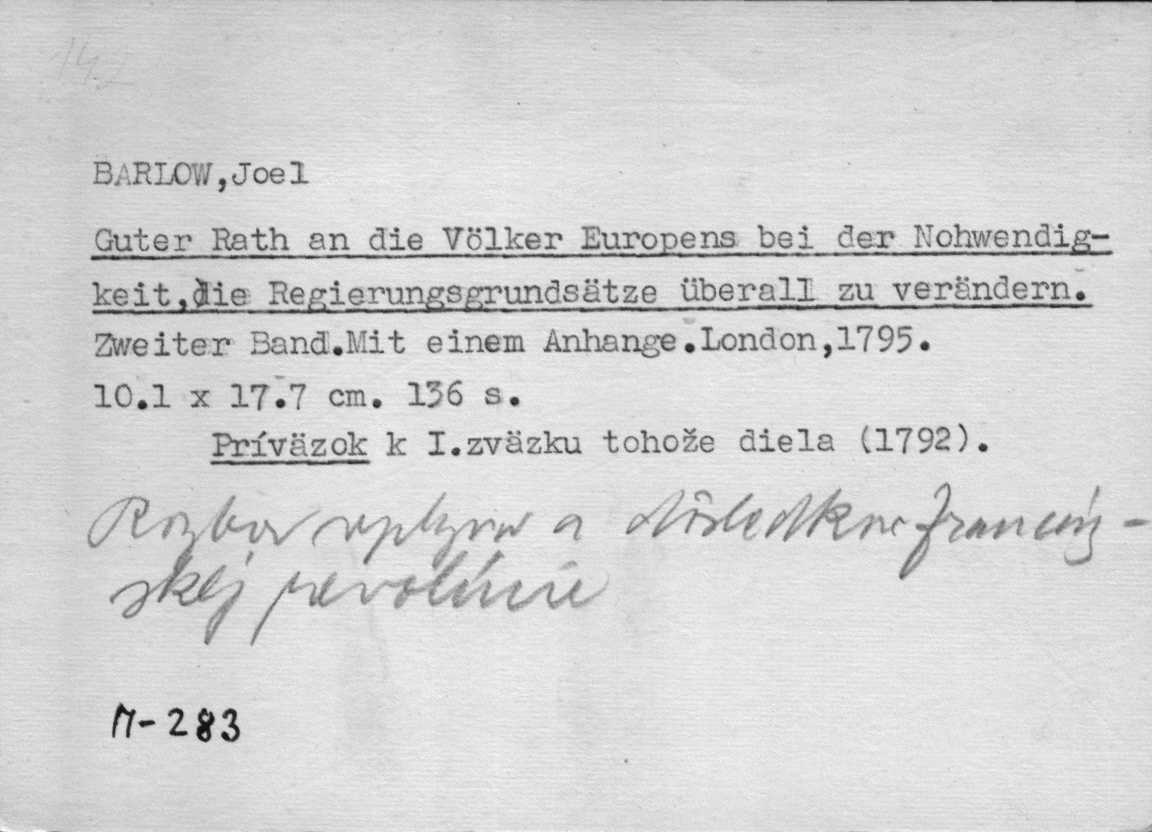 BARLOW,Joel
Guter Rath an die Völker Europens bei der Nohwendig-
keit,die Regierungsgrundsätze überall zu verändern.
Zweiter Band.Mit einem Anhange.London,1795.
10.1 x 17.7 cm. 136 s.
Príväzok k I.zväzku tohože diela (1792).
Rozbor vplyvov a dôsledkov francúz-
skej revolúcie
M-283